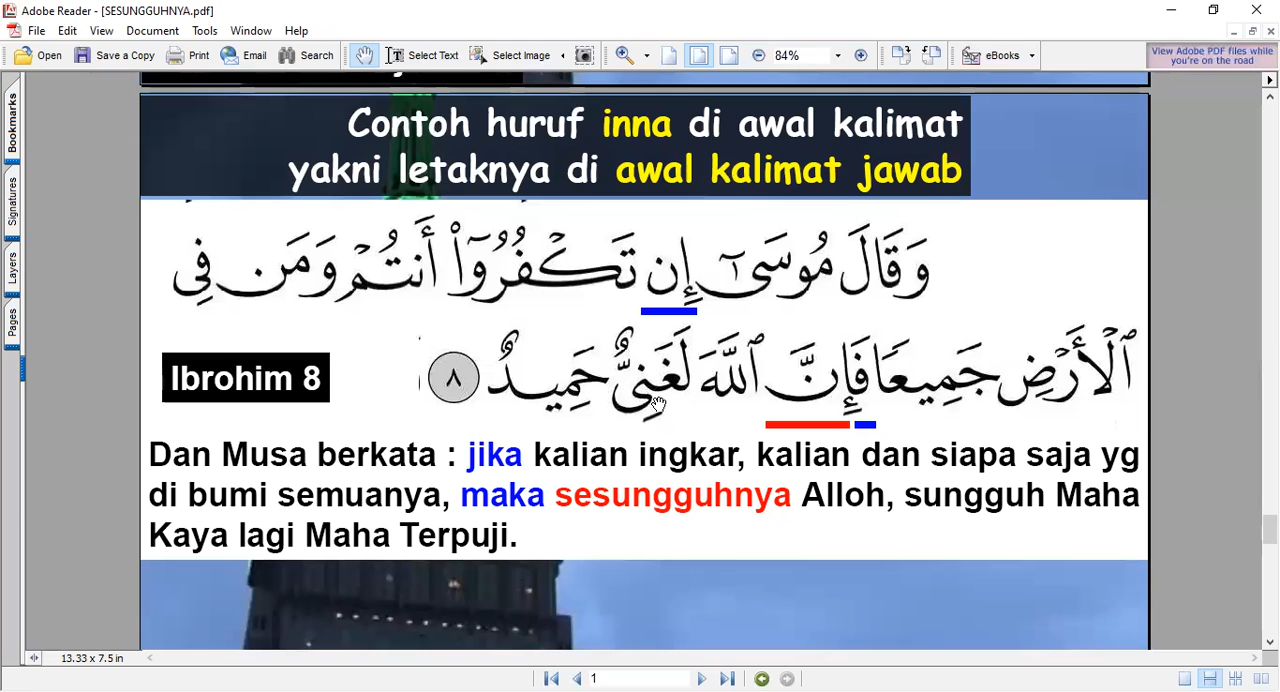 Adobe Reader - [SESUNGGUHNYA.pdf]
File Edit View Document Tools Window Help
Open Save a Copy Print Email Search Select Text Select Image 84% eBooks
View Adobe PDF files while
you're on the road
Bookmarks
Signatures
Layers
Pages
Contoh huruf inna di awal kalimat
yakni letaknya di awal kalimat jawab
وَقَالَ مُوسَىٰٓ إِن تَكْفُرُوٓا۟ أَنتُمْ وَمَن فِى
ٱلْأَرْضِ جَمِيعًا فَإِنَّ ٱللَّهَ لَغَنِىٌّ حَمِيدٌ ٨
Ibrohim 8
Dan Musa berkata : jika kalian ingkar, kalian dan siapa saja yg
di bumi semuanya, maka sesungguhnya Alloh, sungguh Maha
Kaya lagi Maha Terpuji.
13.33 x 7.5 in
1